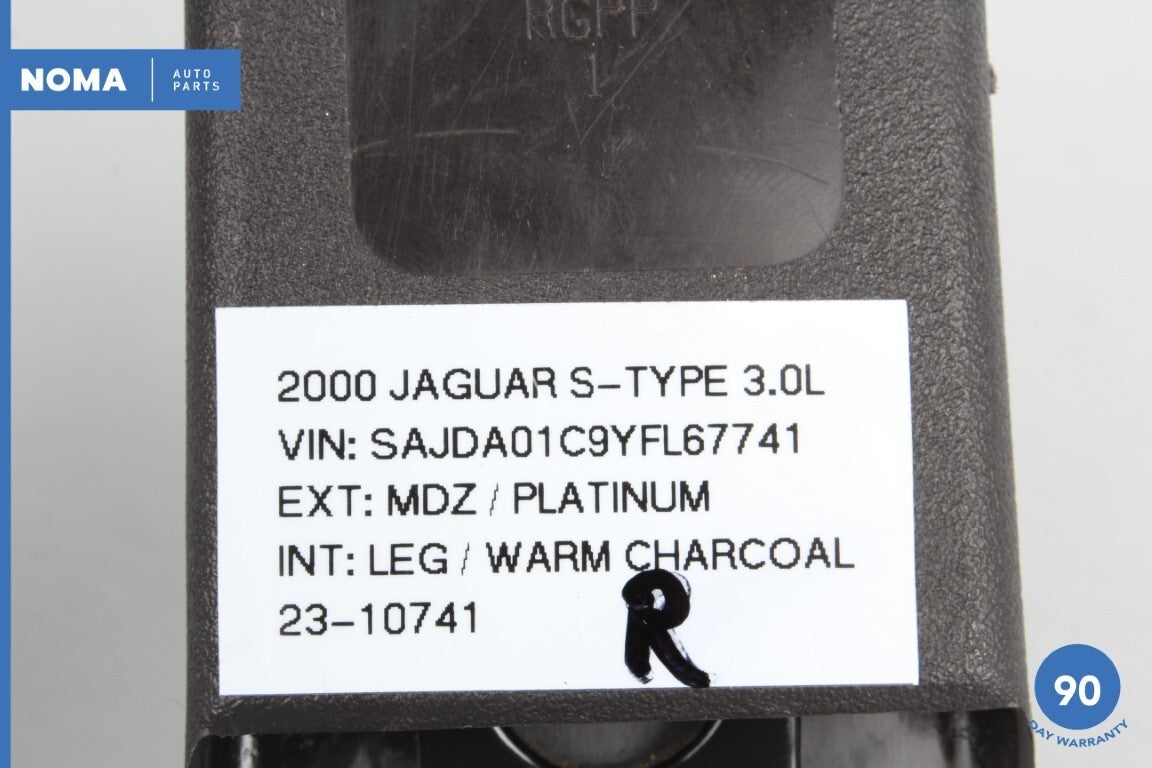 RGPP
1
NOMA AUTO PARTS
2000 JAGUAR S-TYPE 3.0L
VIN: SAJDA01C9YFL67741
EXT: MDZ / PLATINUM
INT: LEG / WARM CHARCOAL
23-10741
R
90
DAY WARRANTY